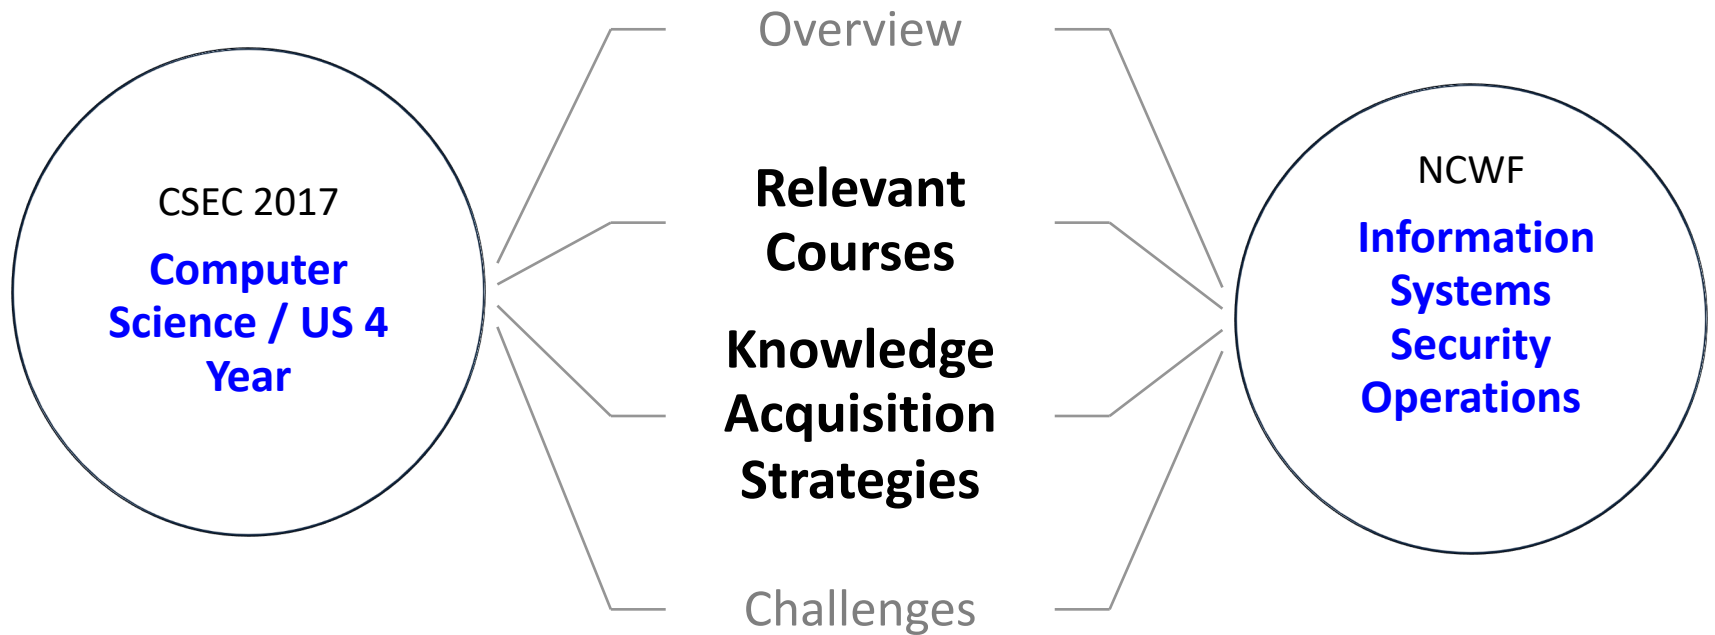 CSEC 2017
Computer
Science / US 4
Year
Overview
Relevant
Courses
Knowledge
Acquisition
Strategies
Challenges
NCWF
Information
Systems
Security
Operations